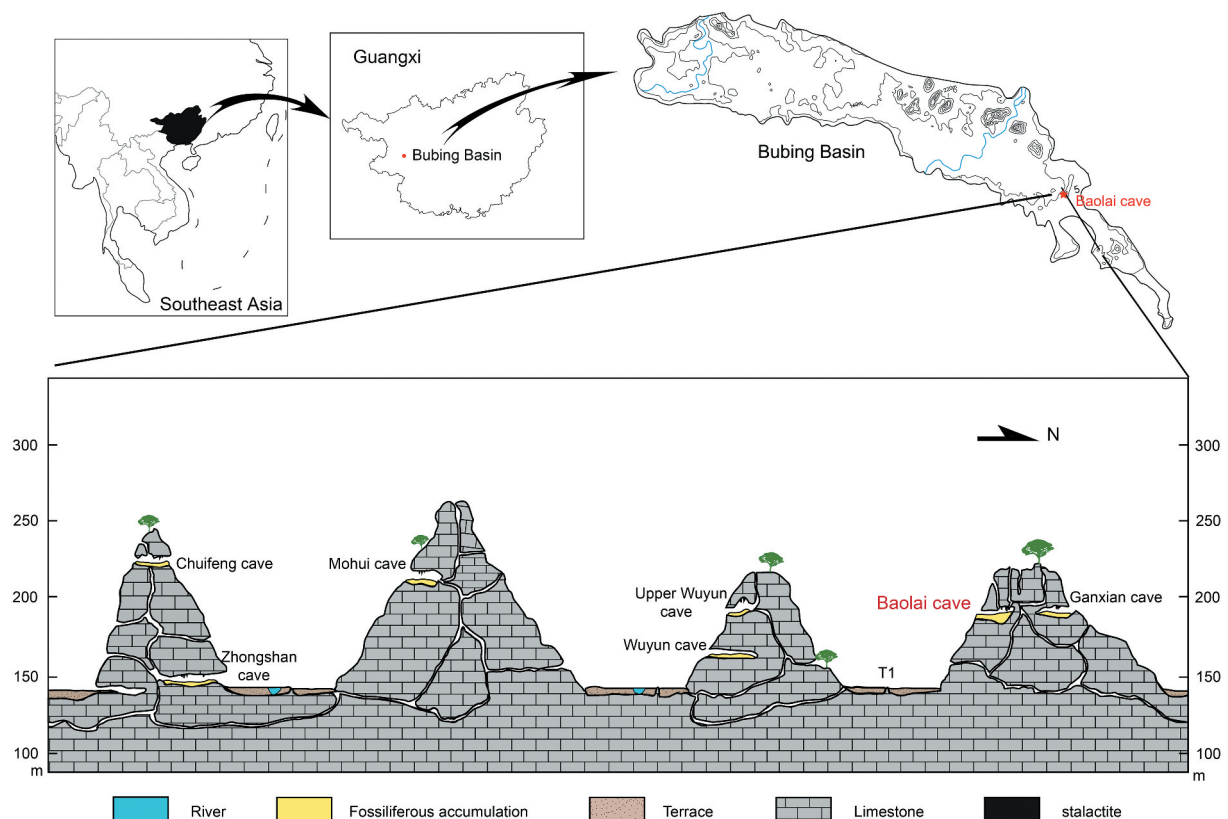 Guangxi
Bubing Basin
Southeast Asia
Bubing Basin
Baolai cave
300
250
200
150
100
m
N
300
250
200
150
100
m
Chuifeng cave
Zhongshan
cave
Mohui cave
Upper Wuyun
cave
Wuyun cave
Baolai cave
Ganxian cave
T1
River
Fossiliferous accumulation
Terrace
Limestone
stalactite